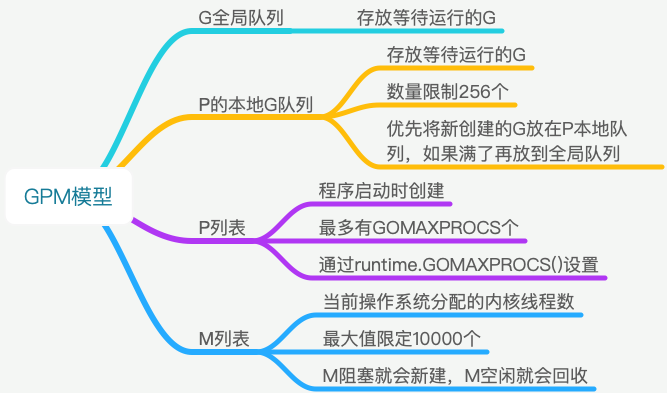 GPM模型
G全局队列
存放等待运行的G
P的本地G队列
存放等待运行的G
数量限制256个
优先将新创建的G放在P本地队
列，如果满了再放到全局队列
P列表
程序启动时创建
最多有GOMAXPROCS个
通过runtime.GOMAXPROCS()设置
M列表
当前操作系统分配的内核线程数
最大值限定10000个
M阻塞就会新建，M空闲就会回收